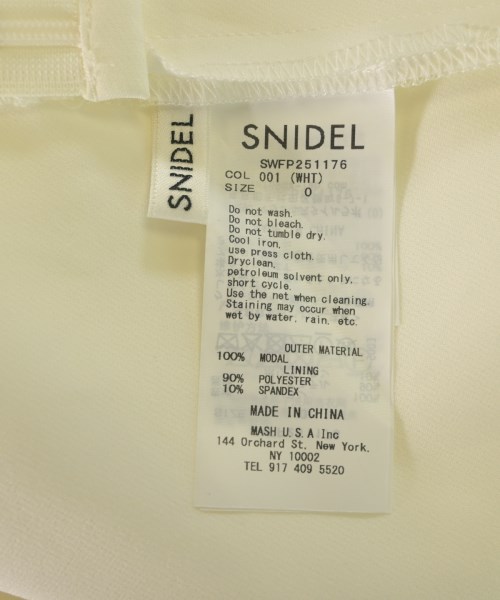 SNIDEL
SNIDEL
SWFP251176
COL 001 (WHT)
SIZE 0
Do not wash.
Do not bleach.
Do not tumble dry.
Cool iron.
use press cloth.
Dryclean,
petroleum solvent only,
short cycle.
Use the net when cleaning.
Staining may occur when
wet by water, rain, etc.
OUTER MATERIAL
100% MODAL
LINING
90% POLYESTER
10% SPANDEX
MADE IN CHINA
MASH U.S.A Inc
144 Orchard St. New York.
NY 10002
TEL 917 409 5520